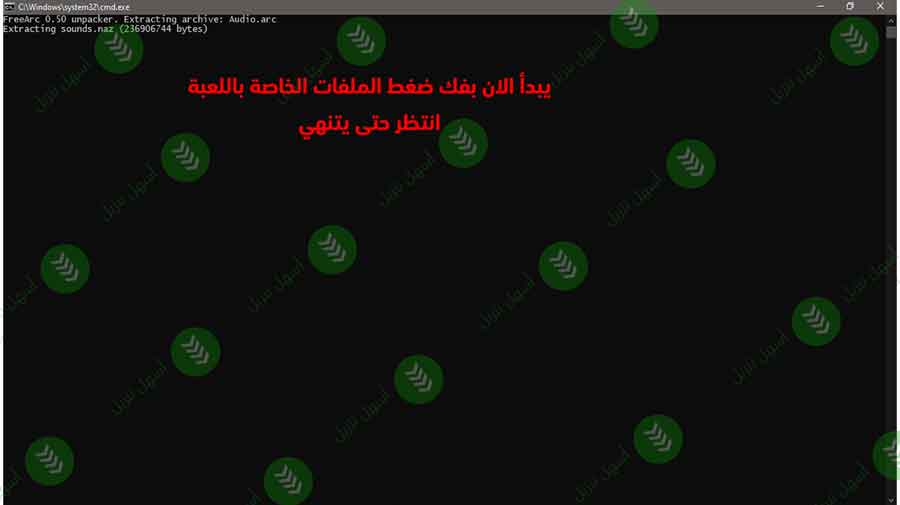 C:\Windows\system32\cmd.exe
FreeArc 0.50 unpacker. Extracting archive: Audio.arc
Extracting sounds.naz (236906744 bytes)
يبدأ الان بفك ضغط الملفات الخاصة باللعبة
انتظر حتى يتنهي
أسهل تنزيل